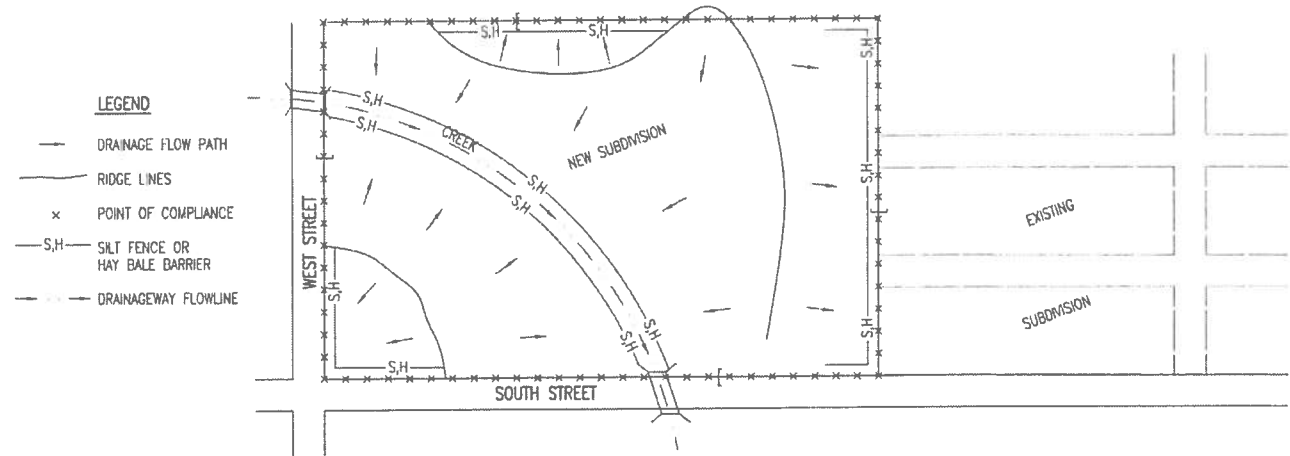 LEGEND
DRAINAGE FLOW PATH
RIDGE LINES
x POINT OF COMPLIANCE
S,H SILT FENCE OR
HAY BALE BARRIER
DRAINAGEWAY FLOWLINE
S,H
S,H
S,H
S,H
CREEK
NEW SUBDIVISION
S,H
S,H
S,H
S,H
EXISTING
WEST STREET
S,H
S,H
SUBDIVISION
S,H
S,H
S,H
S,H
SOUTH STREET